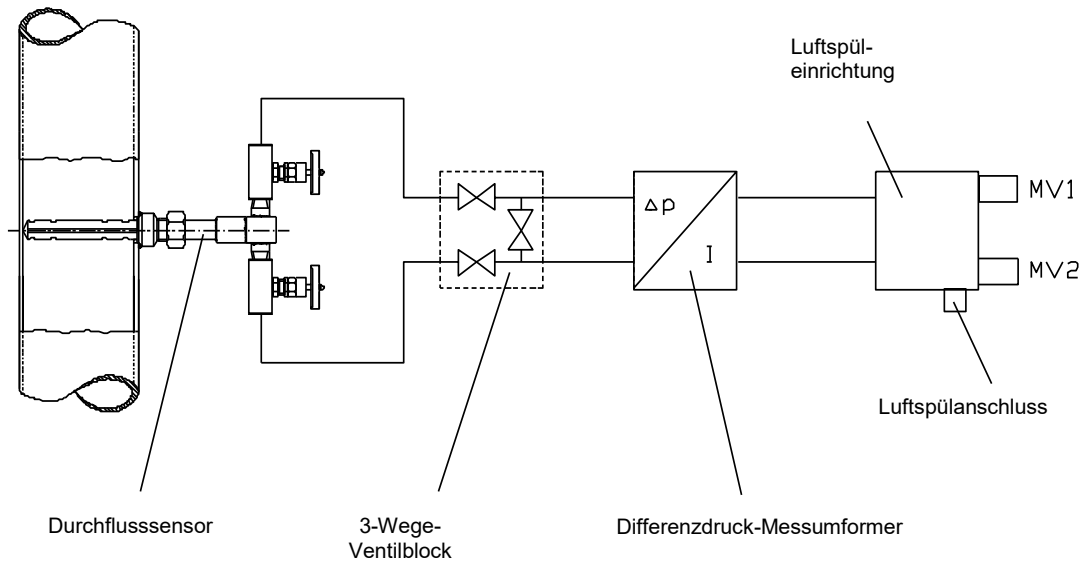 Luftspül-
einrichtung
MV1
Δp
I
MV2
Luftspülanschluss
Durchflusssensor
3-Wege-
Ventilblock
Differenzdruck-Messumformer